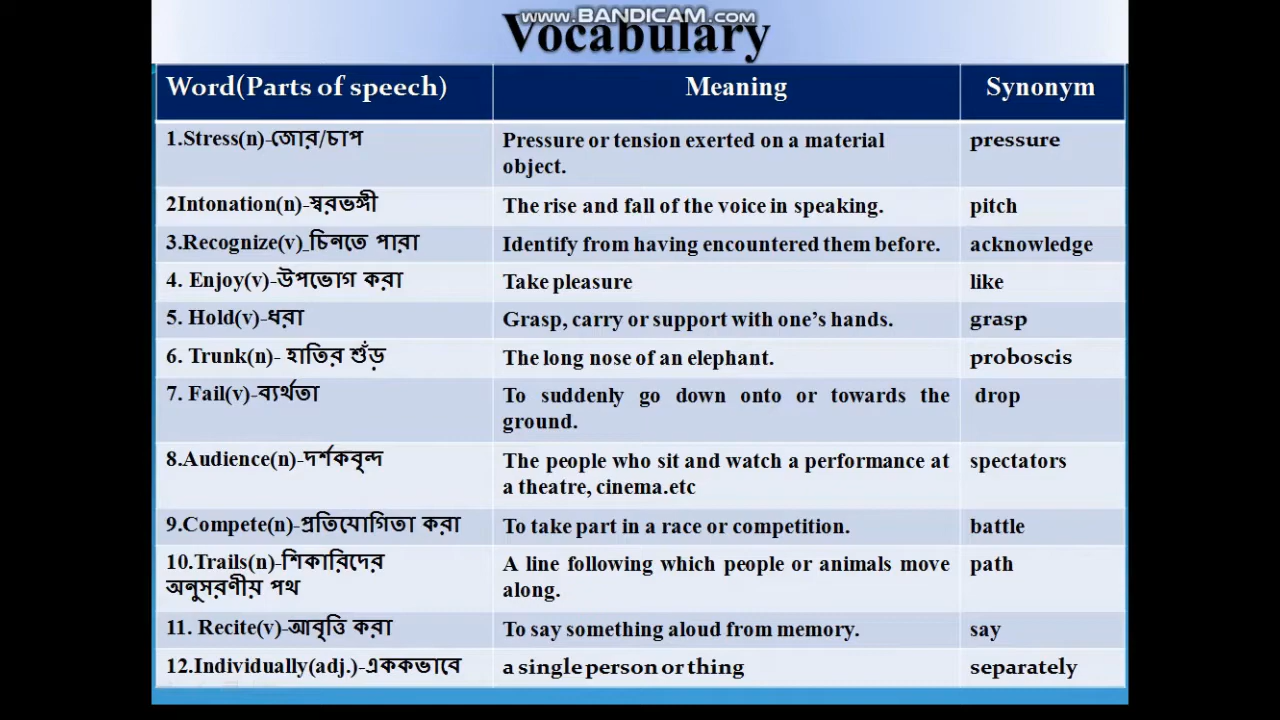 www.BANDICAM.com
Vocabulary
Word(Parts of speech) Meaning Synonym
1.Stress(n)-জোর/চাপ Pressure or tension exerted on a material pressure
object.
2Intonation(n)-স্বরভঙ্গী The rise and fall of the voice in speaking. pitch
3.Recognize(v)_চিনতে পারা Identify from having encountered them before. acknowledge
4. Enjoy(v)-উপভোগ করা Take pleasure like
5. Hold(v)-ধরা Grasp, carry or support with one’s hands. grasp
6. Trunk(n)- হাতির শুঁড় The long nose of an elephant. proboscis
7. Fail(v)-ব্যর্থতা To suddenly go down onto or towards the drop
ground.
8.Audience(n)-দর্শকবৃন্দ The people who sit and watch a performance at spectators
a theatre, cinema.etc
9.Compete(n)-প্রতিযোগিতা করা To take part in a race or competition. battle
10.Trails(n)-শিকারিদের A line following which people or animals move path
অনুসরণীয় পথ along.
11. Recite(v)-আবৃত্তি করা To say something aloud from memory. say
12.Individually(adj.)-এককভাবে a single person or thing separately